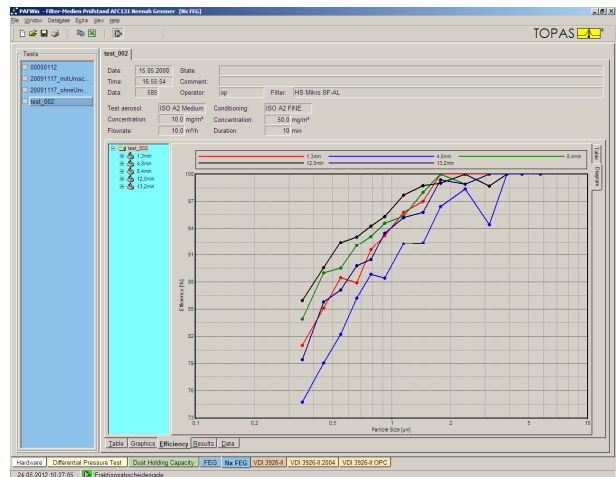 PAFWin - Filter-Medien Prüfstand AFC131 Neenah Gessner - [Nx FEG]
File Window Database Extra View Help
TOPAS
Tests
test_002
00000112
20091117_mitUmsc...
20091117_ohneUm...
test_002
Date: 15.05.2008 State:
Time: 16:55:54 Comment:
Data: 585 Operator: op Filter: HS Mikro SF-AL
Test aerosol: ISO A2 Medium Conditioning: ISO A2 FINE
Concentration: 10.0 mg/m³ Concentration: 50.0 mg/m³
Flowrate: 10.0 m³/h Duration: 10 min
test_002
1,3min
4,8min
8,4min
12,0min
13,2min
1,3min 4,8min 8,4min
12,0min 13,2min
Table
Diagram
Efficiency [%]
100
97
94
91
88
85
82
79
76
73
0,1 0,2 0,5 1 2 5 10
Particle Size [µm]
Table Graphics Efficiency Results Data
Hardware Differential Pressure Test Dust Holding Capacity FEG Nx FEG VDI 3926-II VDI 3926-II 2004 VDI 3926-II OPC
24.05.2012 10:27:05 Fraktionsabscheidegrade